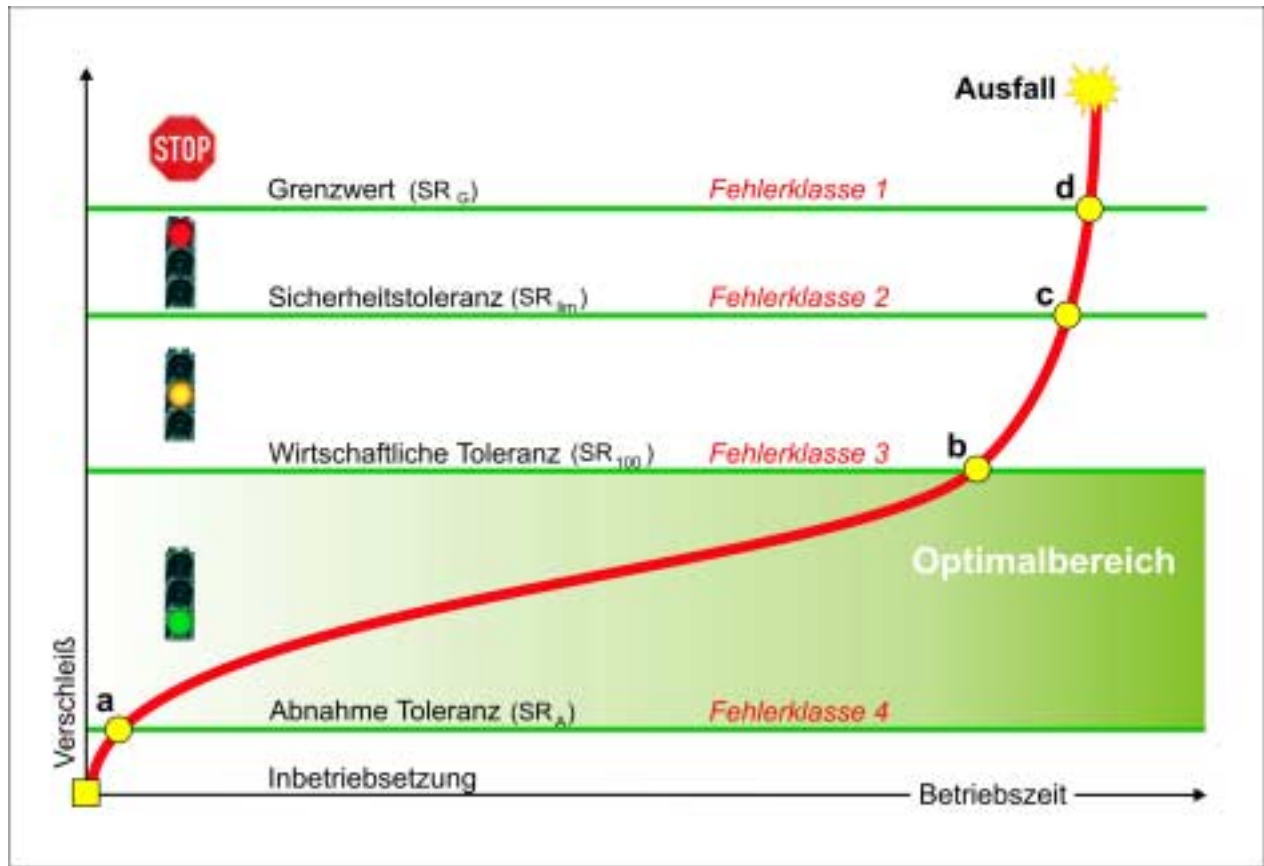 Ausfall
STOP
Grenzwert (SR G) Fehlerklasse 1 d
Sicherheitstoleranz (SR lim) Fehlerklasse 2 c
Wirtschaftliche Toleranz (SR 100) Fehlerklasse 3 b
Optimalbereich
Verschleiß
a Abnahme Toleranz (SR A) Fehlerklasse 4
Inbetriebsetzung
Betriebszeit